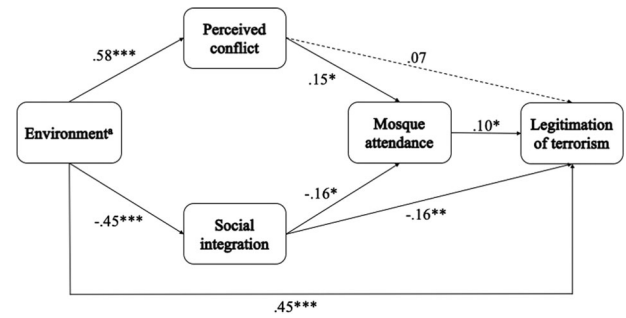 Perceived
conflict
.58***
.07
.15*
Environmentᵃ
Mosque
attendance
.10*
Legitimation
of terrorism
-.45***
-.16*
-.16**
Social
integration
.45***